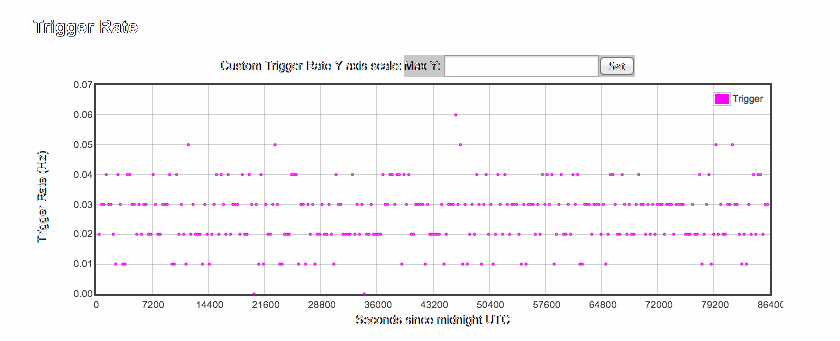 Trigger Rate
Custom Trigger Rate Y axis scale: Max Y: Set
0.07
Trigger
0.06
0.05
0.04
0.03
0.02
0.01
0.00
Trigger Rate (Hz)
0 7200 14400 21600 28800 36000 43200 50400 57600 64800 72000 79200 86400
Seconds since midnight UTC